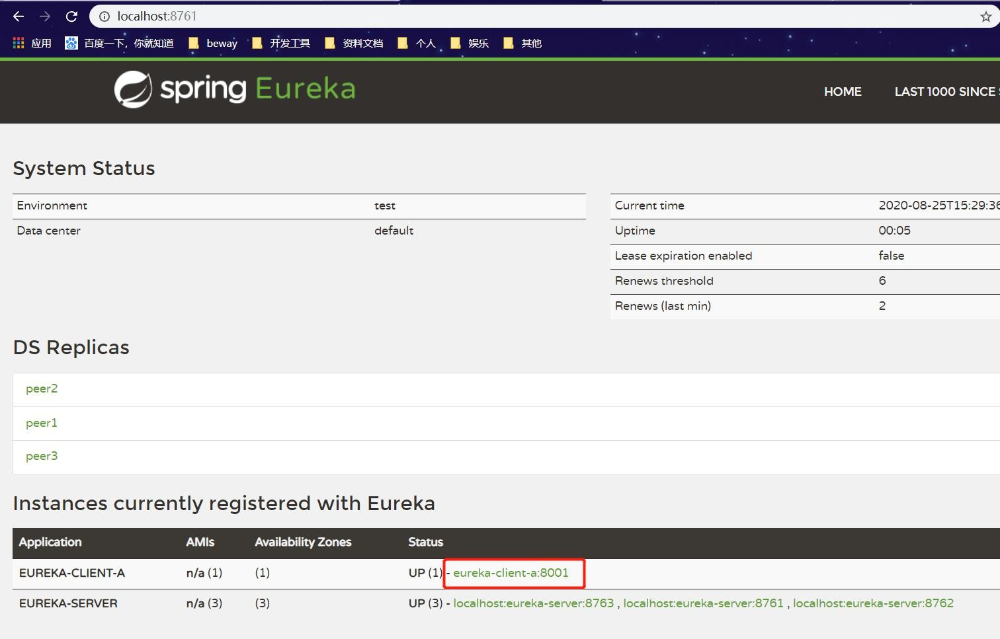 localhost:8761
应用 百度一下，你就知道 beway 开发工具 资料文档 个人 娱乐 其他
spring Eureka
HOME LAST 1000 SINCE
System Status
Environment test
Data center default
Current time 2020-08-25T15:29:36
Uptime 00:05
Lease expiration enabled false
Renews threshold 6
Renews (last min) 2
DS Replicas
peer2
peer1
peer3
Instances currently registered with Eureka
Application AMIs Availability Zones Status
EUREKA-CLIENT-A n/a (1) (1) UP (1) - eureka-client-a:8001
EUREKA-SERVER n/a (3) (3) UP (3) - localhost:eureka-server:8763 , localhost:eureka-server:8761 , localhost:eureka-server:8762